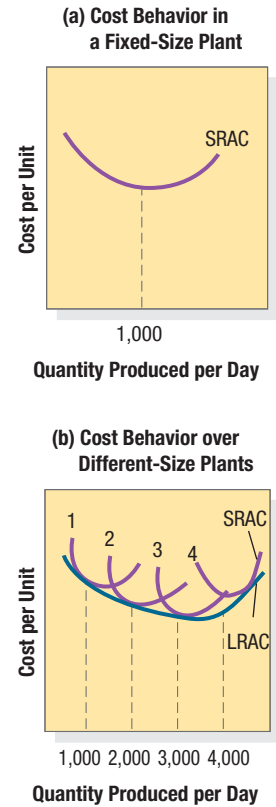 (a) Cost Behavior in
a Fixed-Size Plant
SRAC
Cost per Unit
1,000
Quantity Produced per Day
(b) Cost Behavior over
Different-Size Plants
1
2
3
4
SRAC
LRAC
Cost per Unit
1,000 2,000 3,000 4,000
Quantity Produced per Day